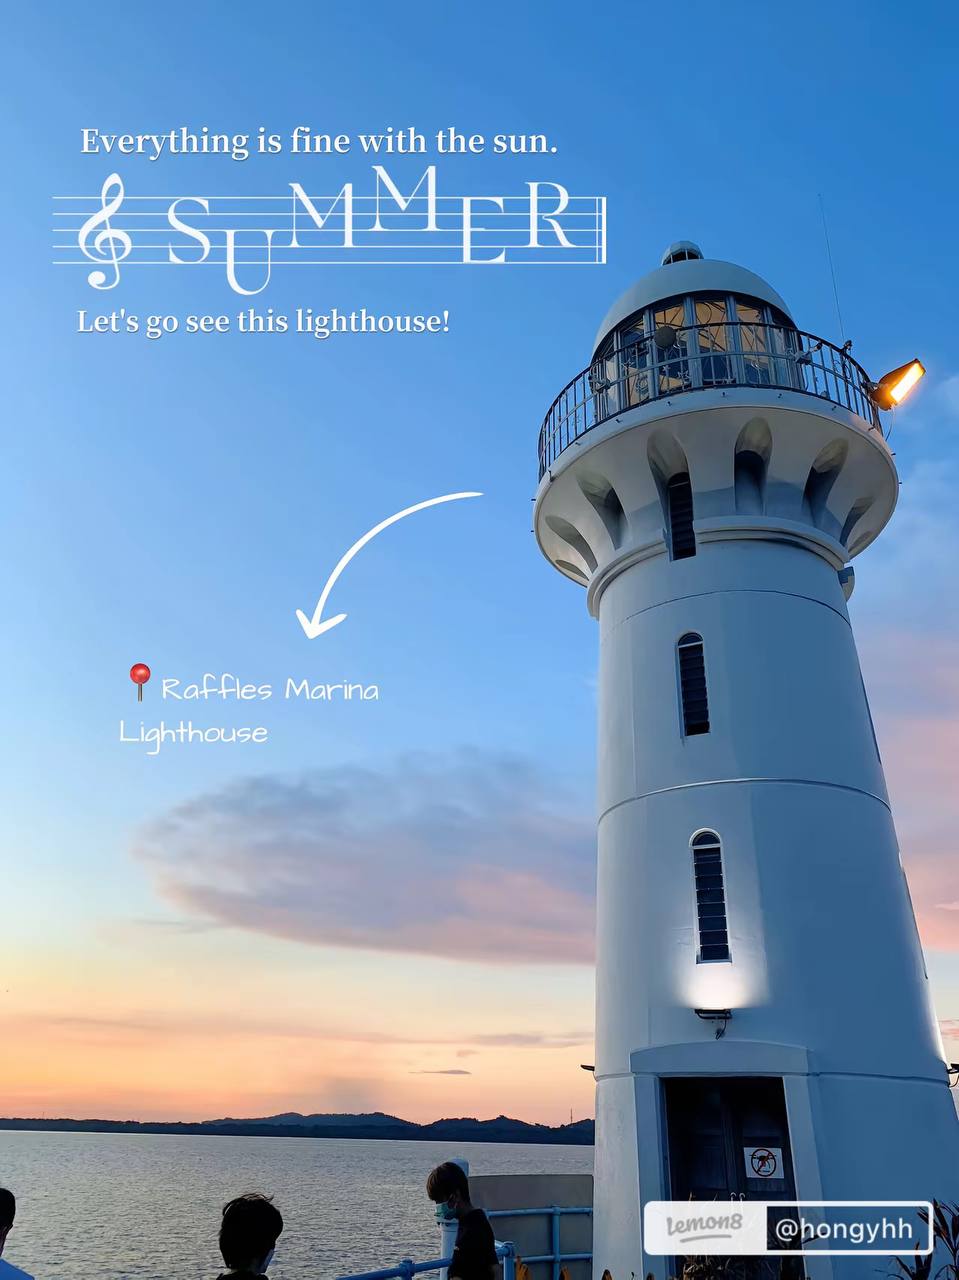 Everything is fine with the sun.
SUMMER
Let's go see this lighthouse!
📍 Raffles Marina
Lighthouse
lemon8 @hongyhh